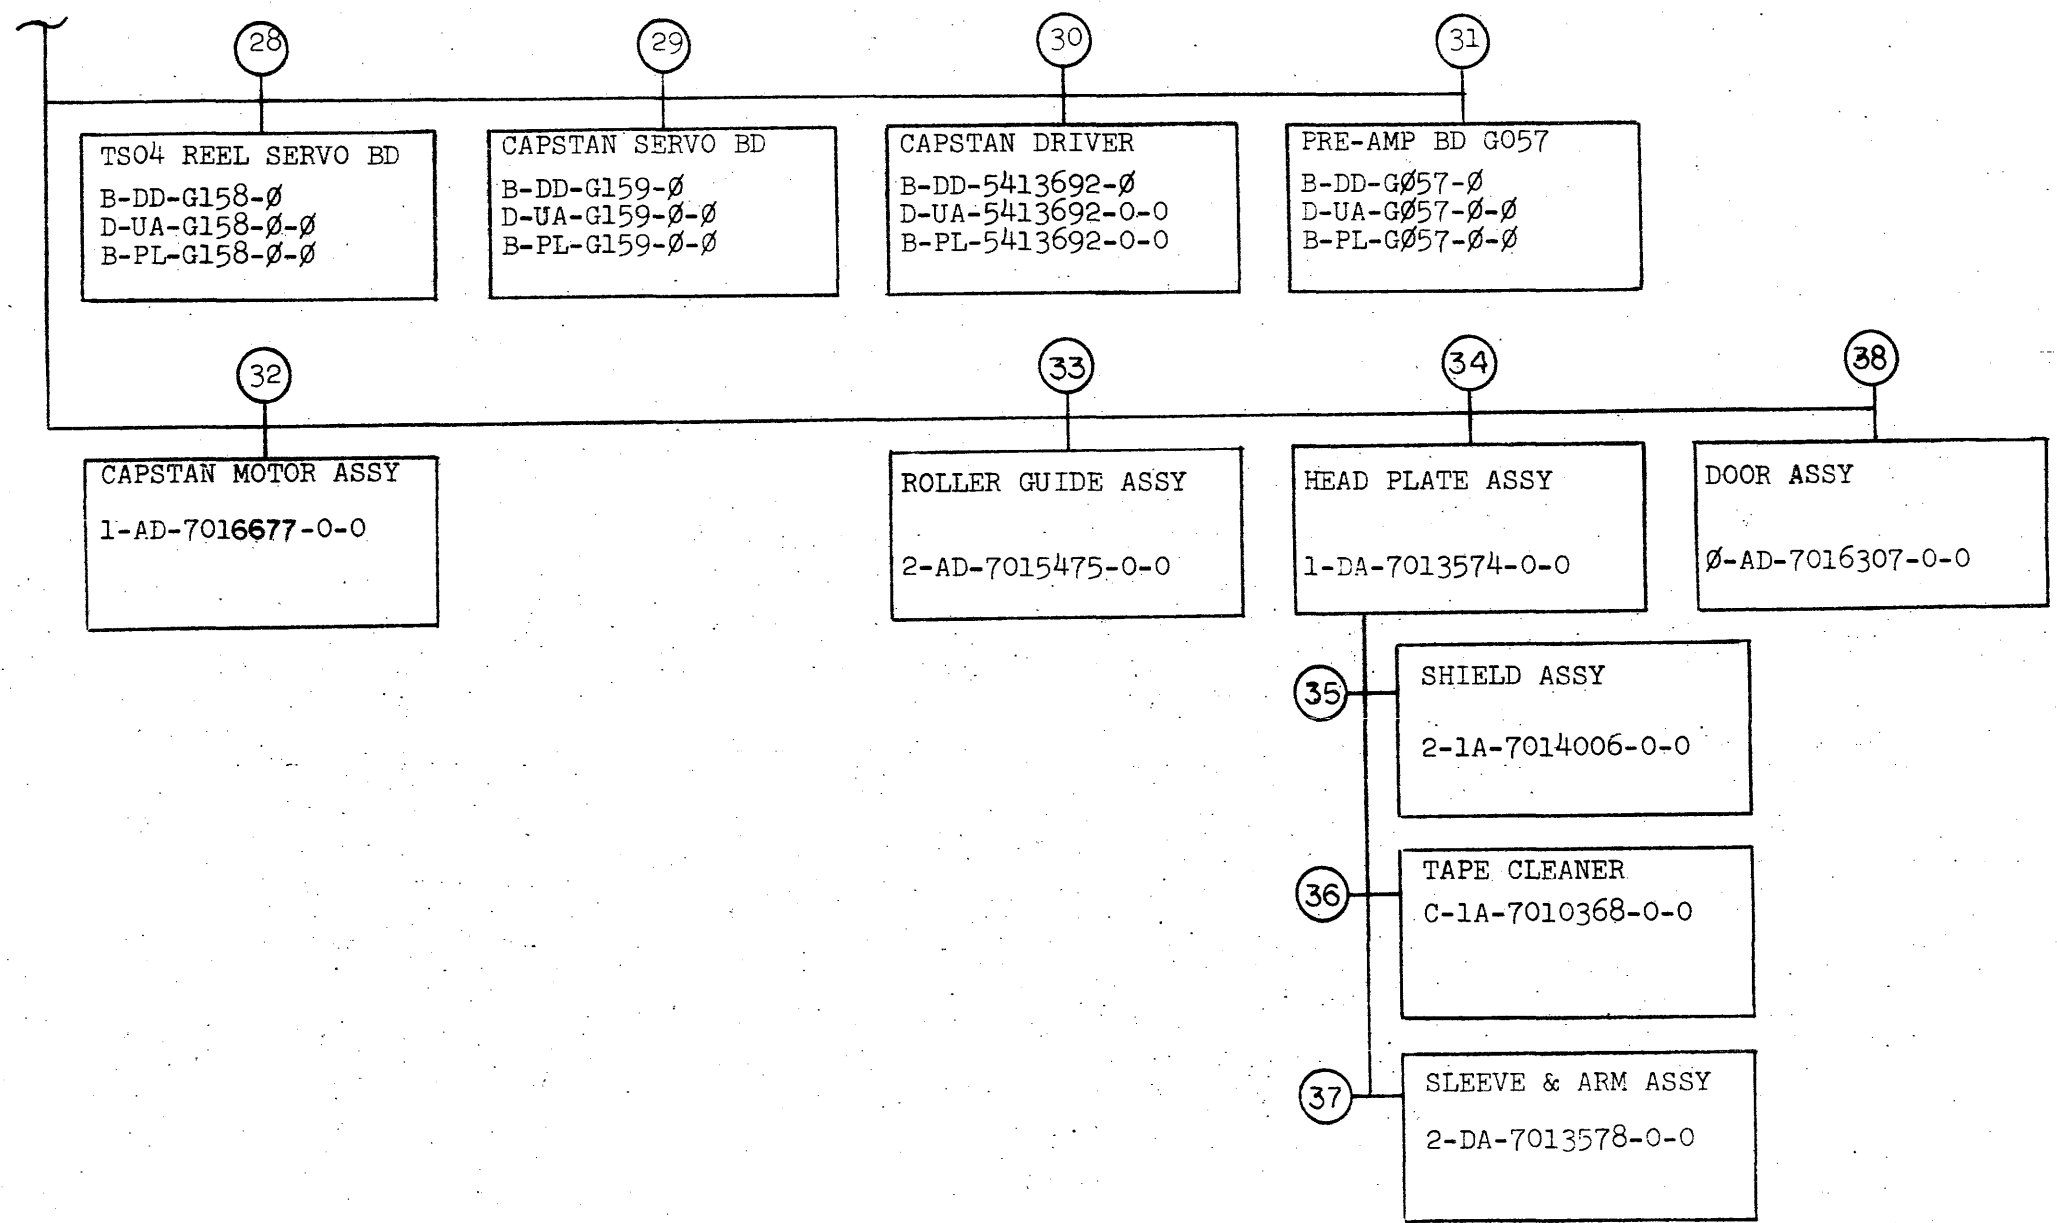 28
29
30
31
TS04 REEL SERVO BD
B-DD-G158-Ø
D-UA-G158-Ø-Ø
B-PL-G158-Ø-Ø
CAPSTAN SERVO BD
B-DD-G159-Ø
D-UA-G159-Ø-Ø
B-PL-G159-Ø-Ø
CAPSTAN DRIVER
B-DD-5413692-Ø
D-UA-5413692-0-0
B-PL-5413692-0-0
PRE-AMP BD G057
B-DD-GØ57-Ø
D-UA-GØ57-Ø-Ø
B-PL-GØ57-Ø-Ø
32
33
34
38
CAPSTAN MOTOR ASSY
1-AD-7016677-0-0
ROLLER GUIDE ASSY
2-AD-7015475-0-0
HEAD PLATE ASSY
1-DA-7013574-0-0
DOOR ASSY
Ø-AD-7016307-0-0
35
SHIELD ASSY
2-1A-7014006-0-0
36
TAPE CLEANER
C-1A-7010368-0-0
37
SLEEVE & ARM ASSY
2-DA-7013578-0-0